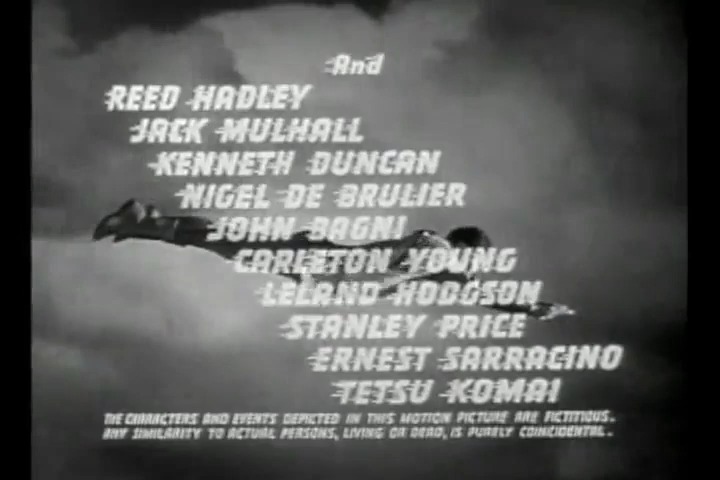 And
REED HADLEY
JACK MULHALL
KENNETH DUNCAN
NIGEL DE BRULIER
JOHN BAGNI
CARLETON YOUNG
LELAND HODGSON
STANLEY PRICE
ERNEST SARRACINO
TETSU KOMAI
THE CHARACTERS AND EVENTS DEPICTED IN THIS MOTION PICTURE ARE FICTITIOUS.
ANY SIMILARITY TO ACTUAL PERSONS, LIVING OR DEAD, IS PURELY COINCIDENTAL.